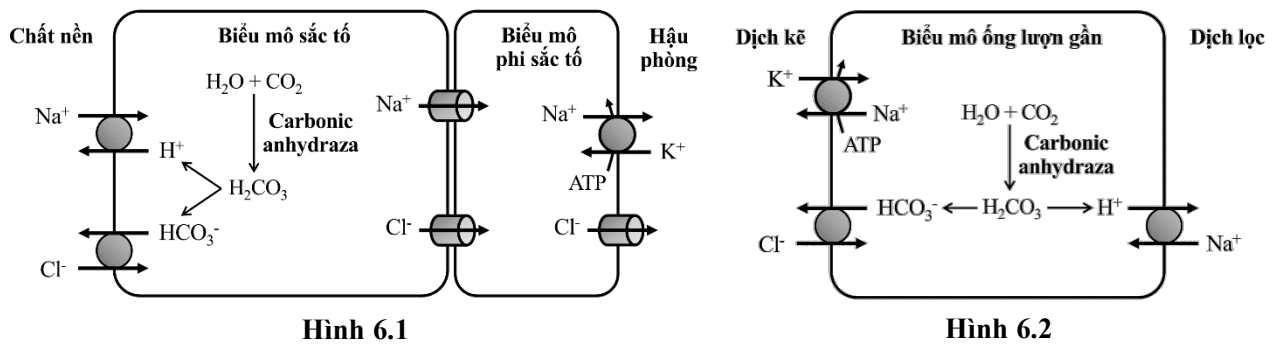 Chất nền
Biểu mô sắc tố
Biểu mô
phi sắc tố
Hậu
phòng
H₂O + CO₂
Carbonic
anhydraza
H₂CO₃
Na⁺
H⁺
HCO₃⁻
Cl⁻
Na⁺
Cl⁻
Na⁺
K⁺
ATP
Cl⁻
Hình 6.1
Dịch kẽ
Biểu mô ống lượn gần
Dịch lọc
K⁺
Na⁺
ATP
H₂O + CO₂
Carbonic
anhydraza
HCO₃⁻
H₂CO₃
H⁺
Cl⁻
Na⁺
Hình 6.2